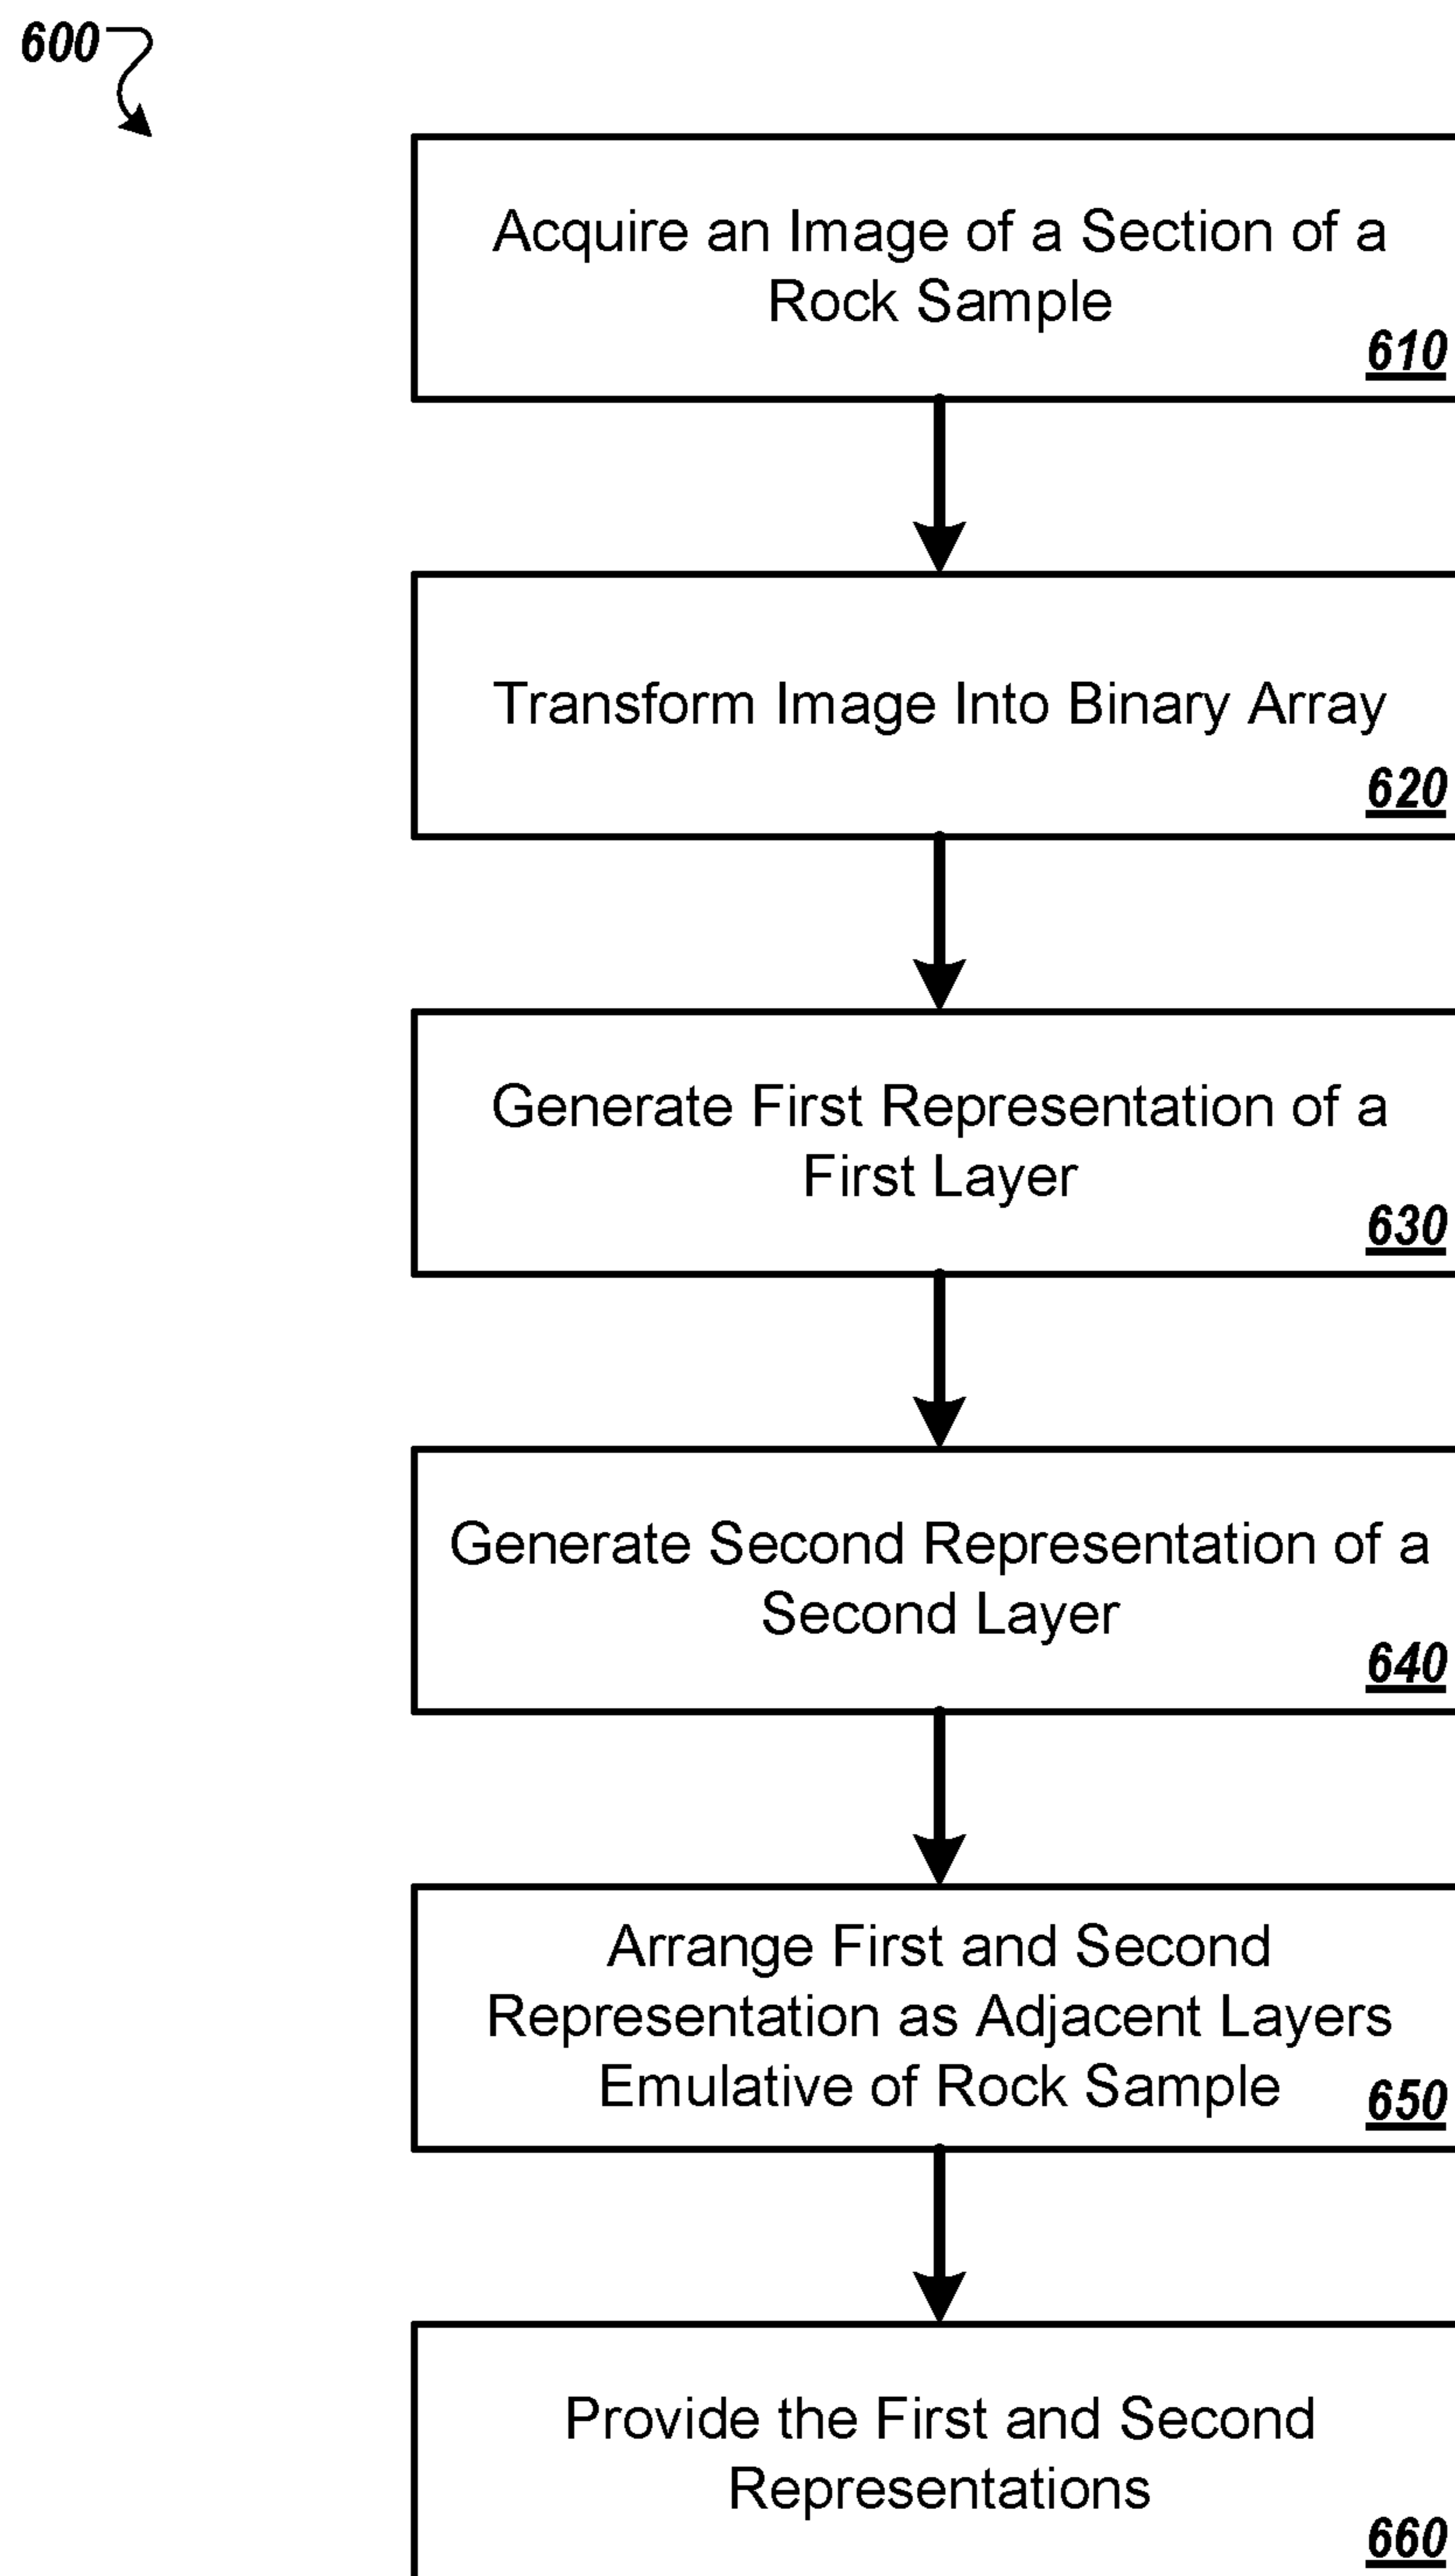 600
Acquire an Image of a Section of a
Rock Sample
610
Transform Image Into Binary Array
620
Generate First Representation of a
First Layer
630
Generate Second Representation of a
Second Layer
640
Arrange First and Second
Representation as Adjacent Layers
Emulative of Rock Sample
650
Provide the First and Second
Representations
660